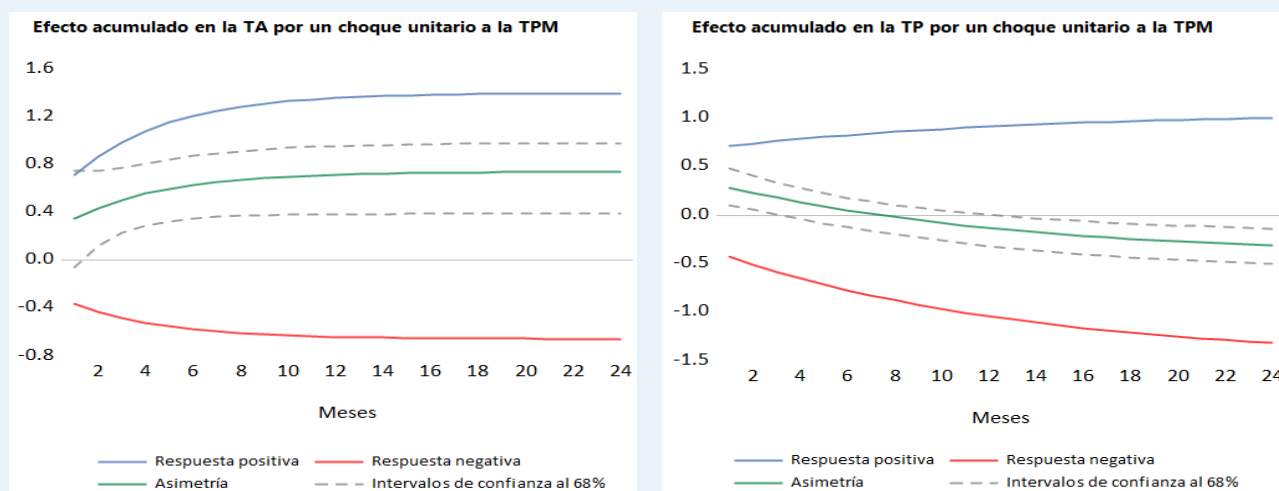 Efecto acumulado en la TA por un choque unitario a la TPM
1.6
1.2
0.8
0.4
0.0
-0.4
-0.8
2 4 6 8 10 12 14 16 18 20 22 24
Meses
Respuesta positiva Respuesta negativa
Asimetría Intervalos de confianza al 68%
Efecto acumulado en la TP por un choque unitario a la TPM
1.5
1.0
0.5
0.0
-0.5
-1.0
-1.5
2 4 6 8 10 12 14 16 18 20 22 24
Meses
Respuesta positiva Respuesta negativa
Asimetría Intervalos de confianza al 68%